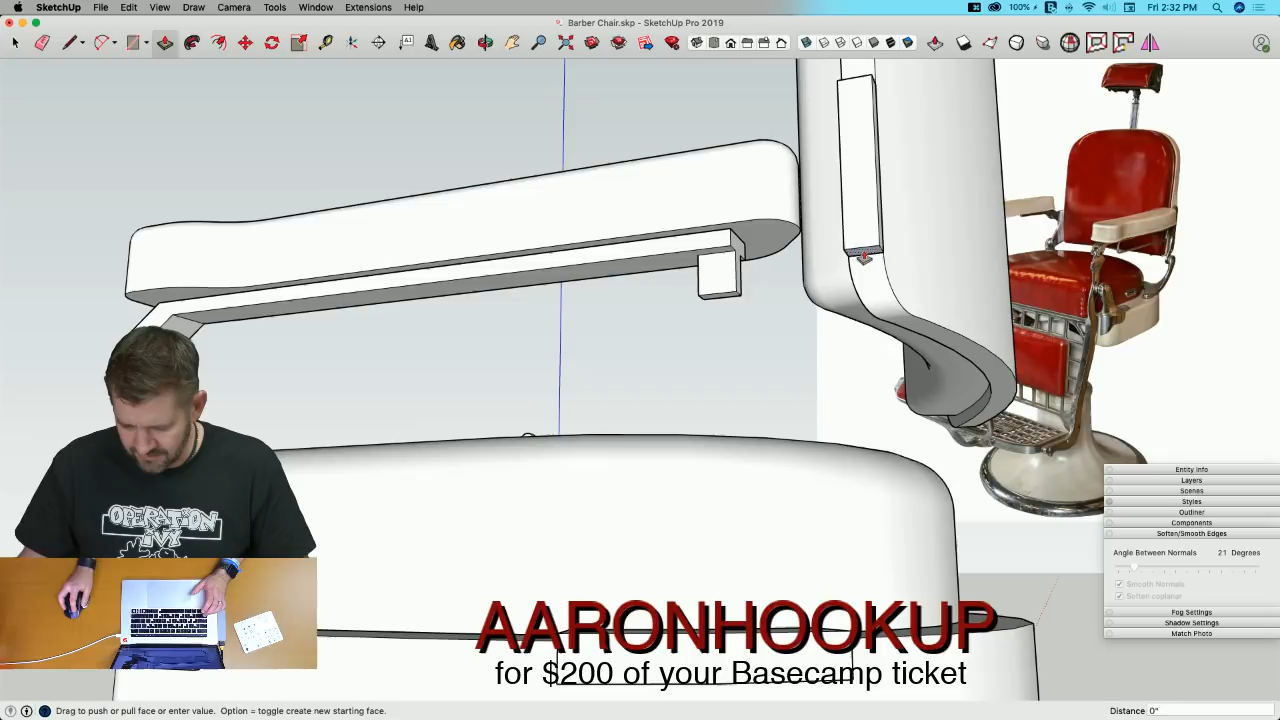 SketchUp File Edit View Draw Camera Tools Window Extensions Help 100% Fri 2:32 PM
Barber Chair.skp - SketchUp Pro 2019
Entity Info
Layers
Scenes
Styles
Outliner
Components
Soften/Smooth Edges
Angle Between Normals 21 Degrees
Smooth Normals
Soften coplanar
Fog Settings
Shadow Settings
Match Photo
OPERATION
IVY
AARONHOOKUP
for $200 of your Basecamp ticket
Drag to push or pull face or enter value. Option = toggle create new starting face. Distance 0"